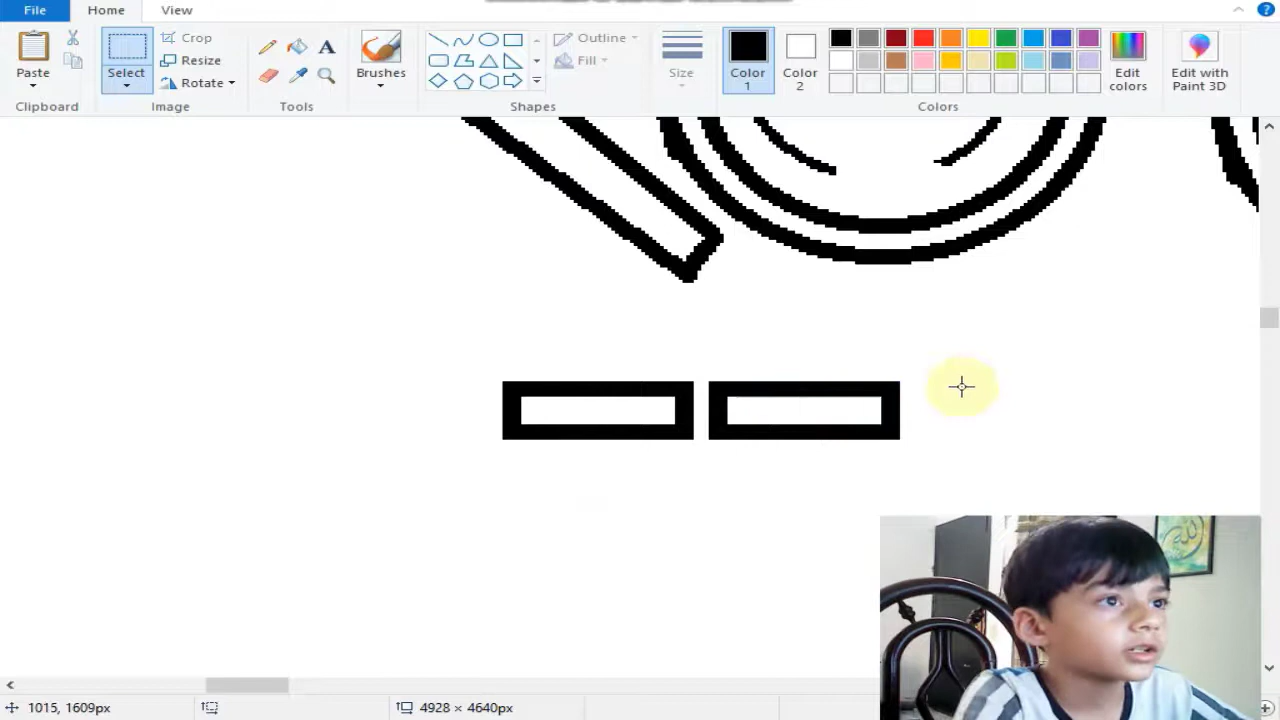 File
Home
View
Paste
Clipboard
Select
Crop
Resize
Rotate
Image
Tools
Brushes
Shapes
Outline
Fill
Size
Color 1
Color 2
Edit colors
Colors
Edit with Paint 3D
1015, 1609px
4928 × 4640px